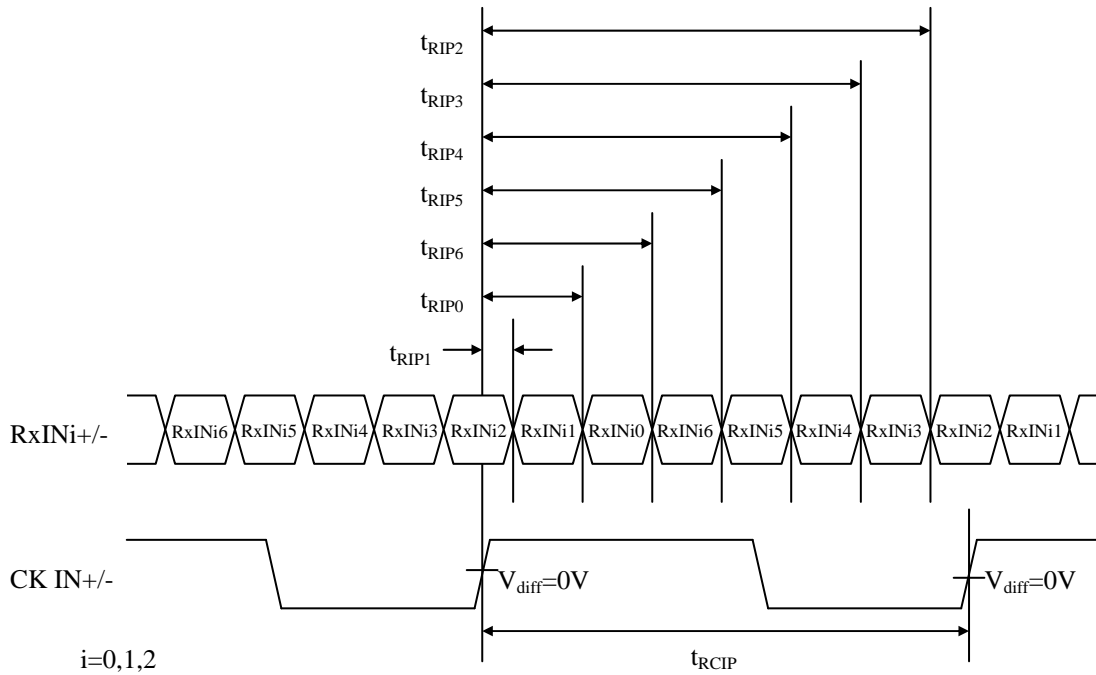 tRIP2
tRIP3
tRIP4
tRIP5
tRIP6
tRIP0
tRIP1
RxINi+/- RxINi6 RxINi5 RxINi4 RxINi3 RxINi2 RxINi1 RxINi0 RxINi6 RxINi5 RxINi4 RxINi3 RxINi2 RxINi1
CK IN+/- Vdiff=0V Vdiff=0V
tRCIP
i=0,1,2